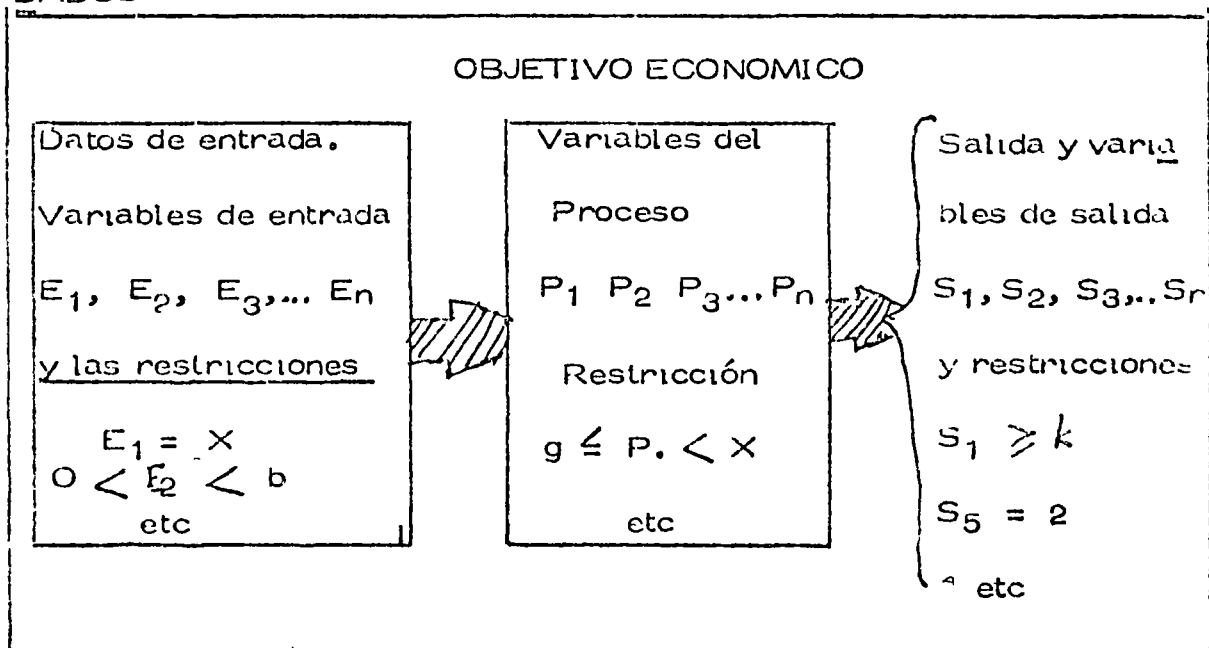 OBJETIVO ECONOMICO
Datos de entrada.
Variables de entrada
E₁, E₂, E₃,... En
y las restricciones
E₁ = X
O < E₂ < b
etc
Variables del
Proceso
P₁ P₂ P₃...Pn
Restricción
g ≤ P. < X
etc
Salida y varia
bles de salida
S₁, S₂, S₃,.. Sr
y restricciones
S₁ ≥ k
S₅ = 2
etc